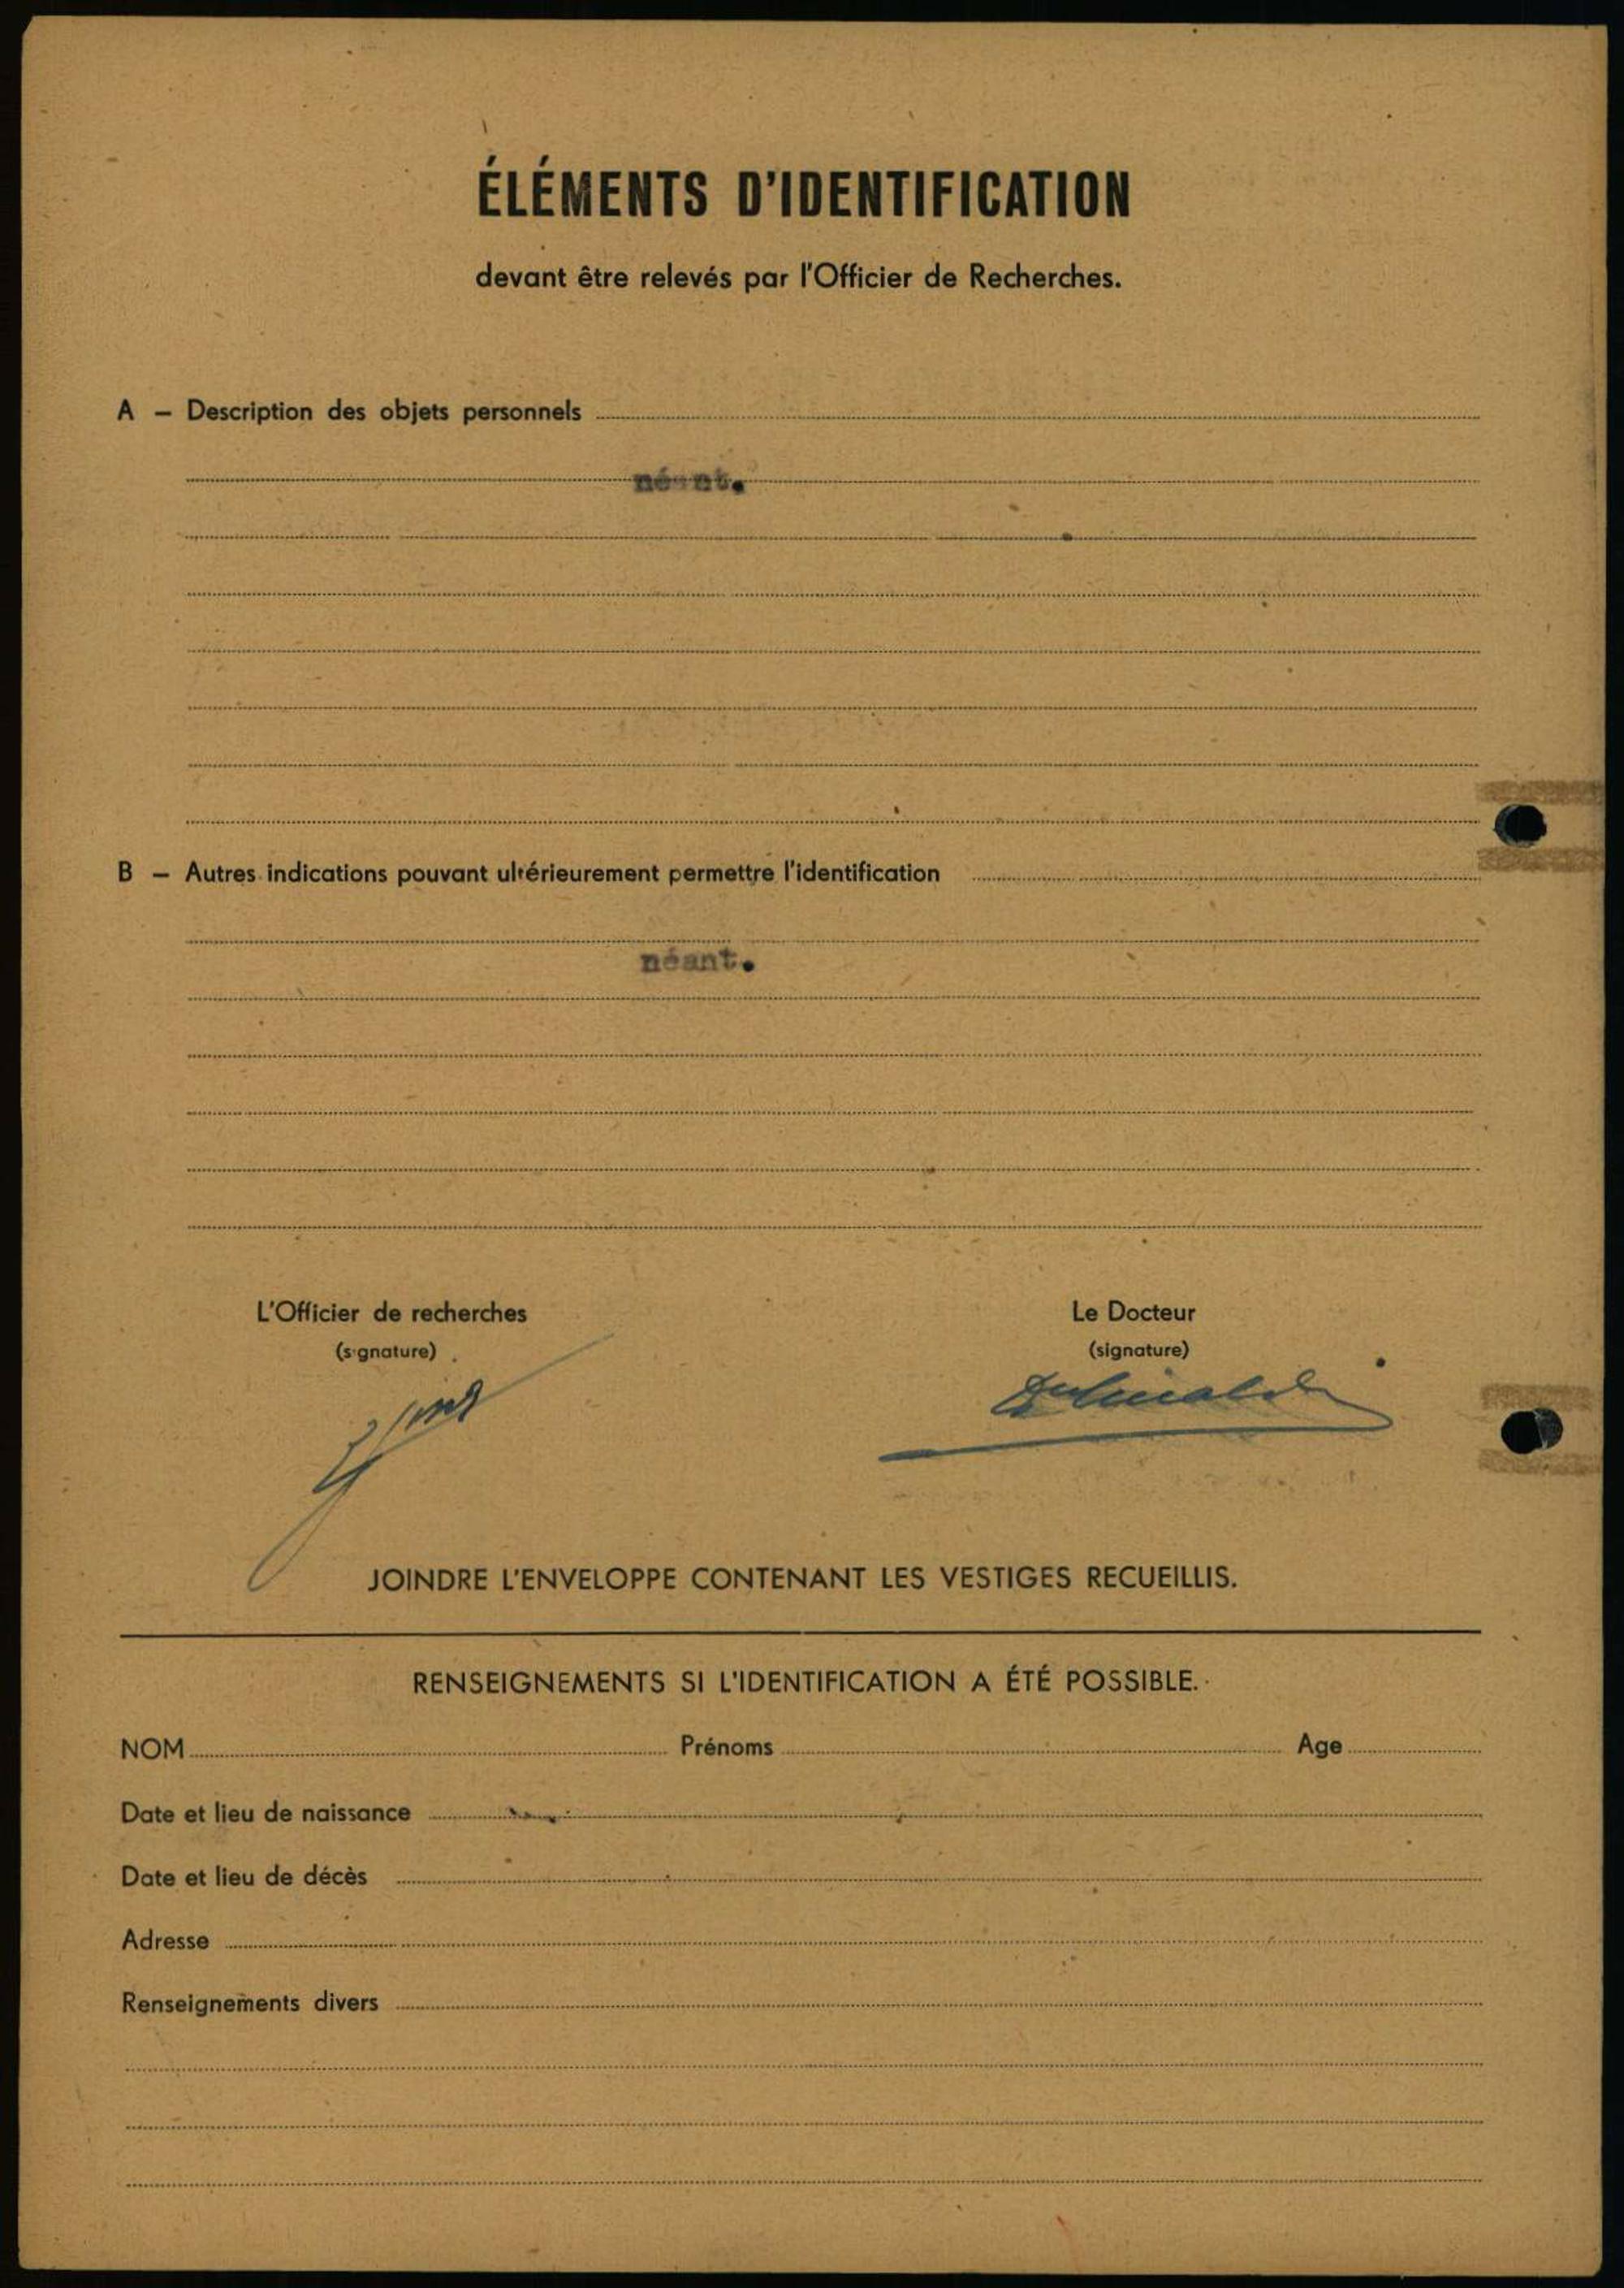 ÉLÉMENTS D'IDENTIFICATION
devant être relevés par l'Officier de Recherches.
A – Description des objets personnels
néant.
B – Autres indications pouvant ultérieurement permettre l'identification
néant.
L'Officier de recherches Le Docteur
(signature) (signature)
JOINDRE L'ENVELOPPE CONTENANT LES VESTIGES RECUEILLIS.
RENSEIGNEMENTS SI L'IDENTIFICATION A ÉTÉ POSSIBLE.
NOM Prénoms Age
Date et lieu de naissance
Date et lieu de décès
Adresse
Renseignements divers